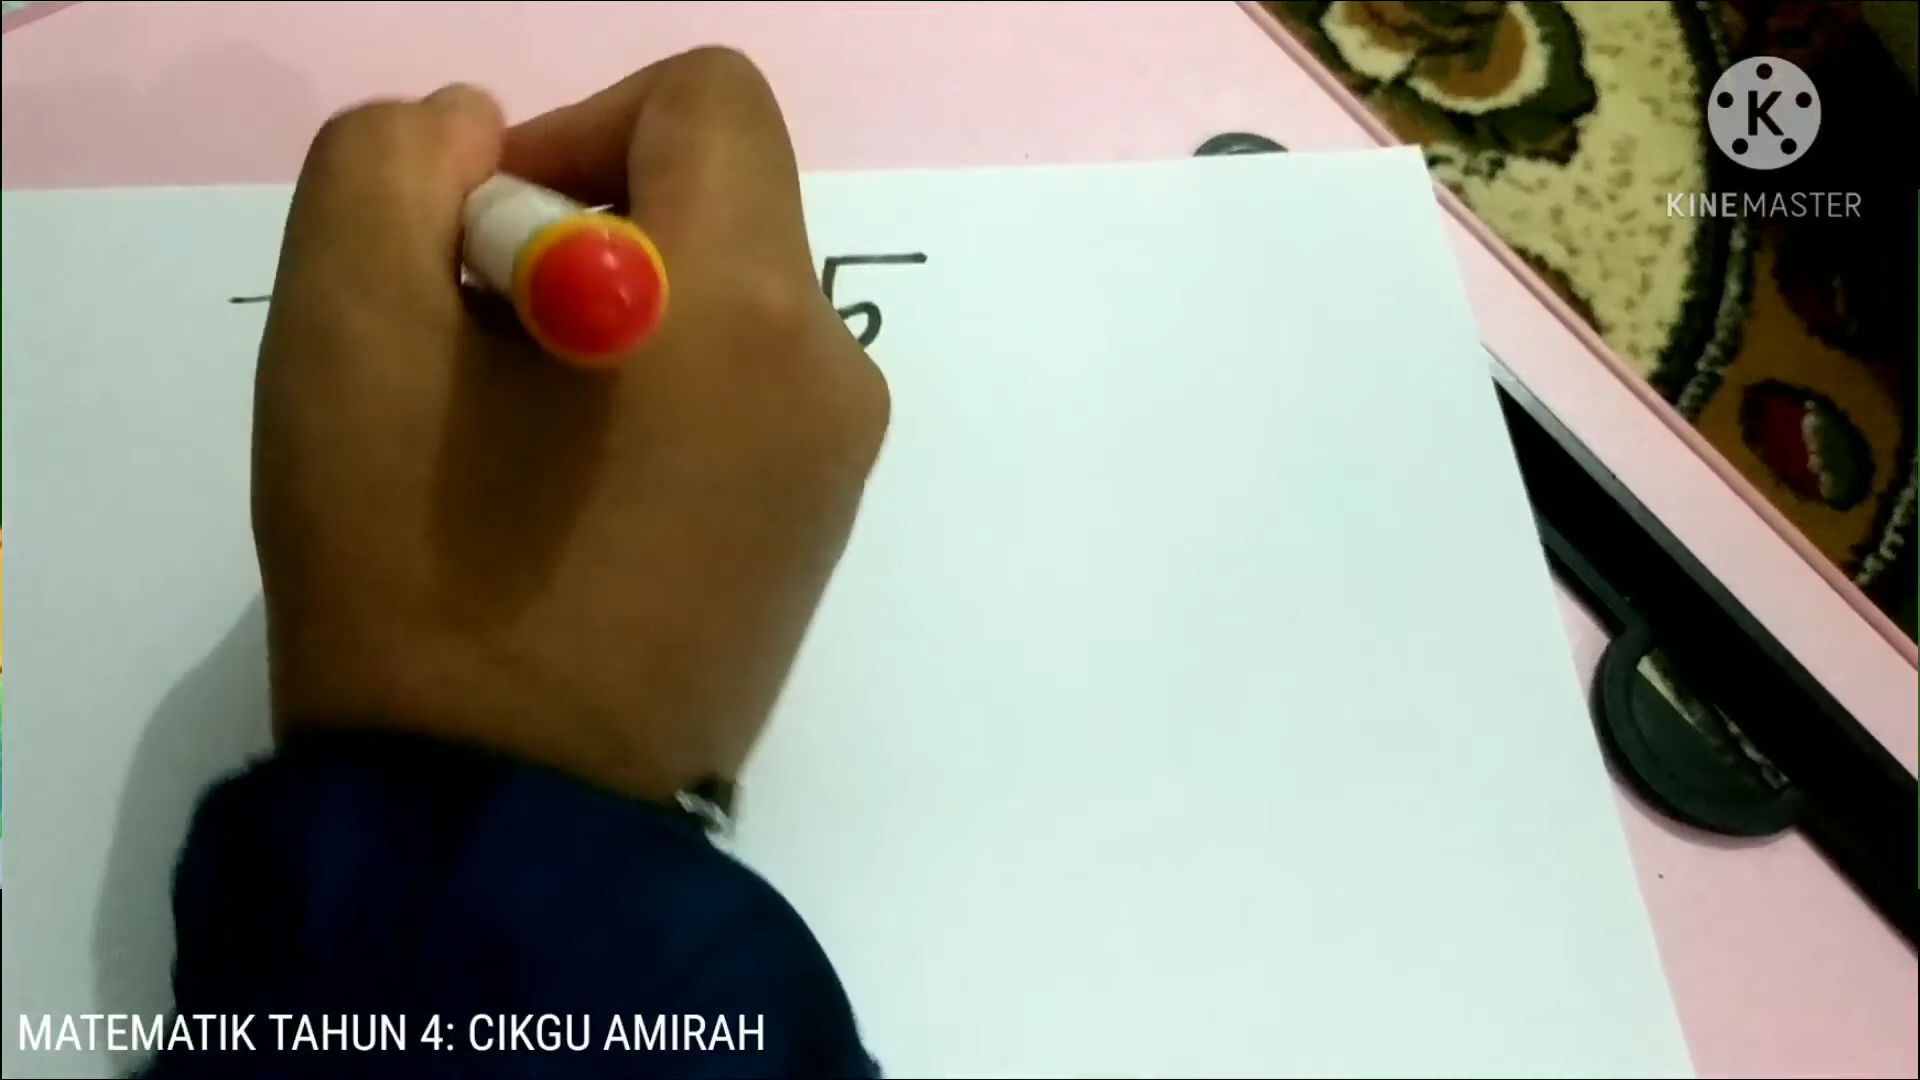 5
K
KINEMASTER
MATEMATIK TAHUN 4: CIKGU AMIRAH